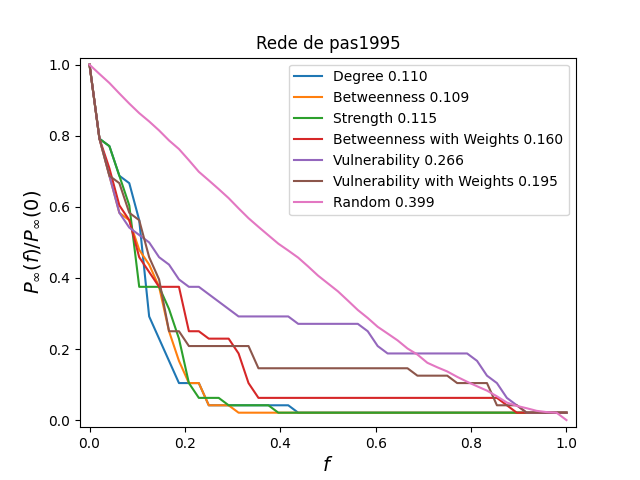 Rede de pas1995
P∞(f)/P∞(0)
1.0
0.8
0.6
0.4
0.2
0.0
Degree 0.110
Betweenness 0.109
Strength 0.115
Betweenness with Weights 0.160
Vulnerability 0.266
Vulnerability with Weights 0.195
Random 0.399
0.0 0.2 0.4 0.6 0.8 1.0
f